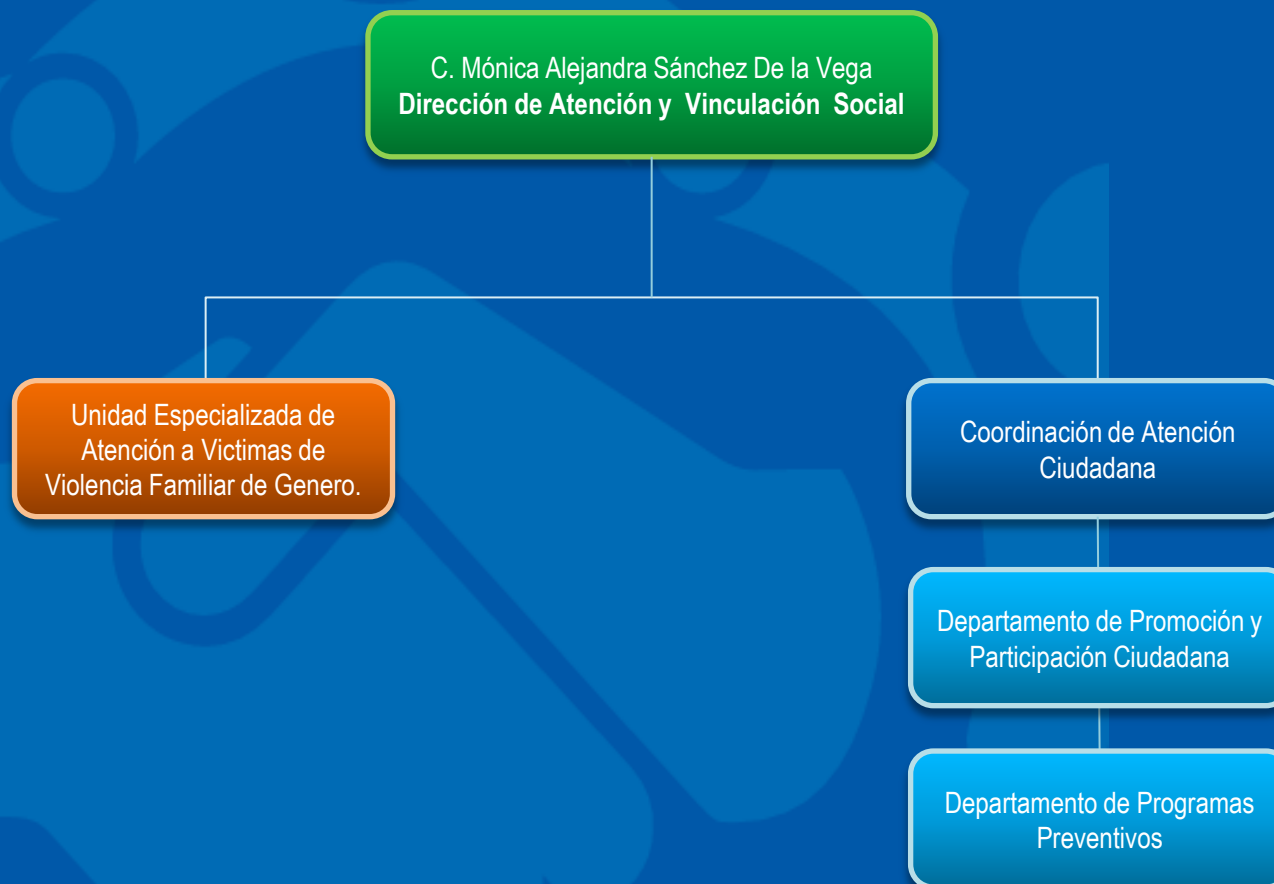 C. Mónica Alejandra Sánchez De la Vega
Dirección de Atención y Vinculación Social
Unidad Especializada de
Atención a Victimas de
Violencia Familiar de Genero.
Coordinación de Atención
Ciudadana
Departamento de Promoción y
Participación Ciudadana
Departamento de Programas
Preventivos